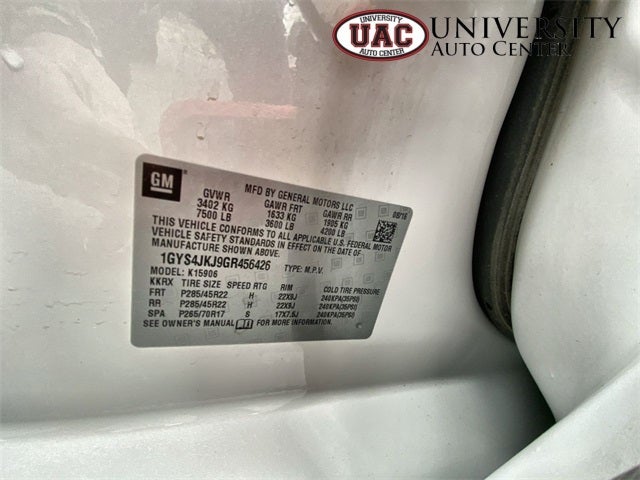 UNIVERSITY
UAC
AUTO CENTER
UNIVERSITY
AUTO CENTER
GM
MFD BY GENERAL MOTORS LLC
08/16
GVWR GAWR FRT GAWR RR
3402 KG 1633 KG 1905 KG
7500 LB 3600 LB 4200 LB
THIS VEHICLE CONFORMS TO ALL APPLICABLE U.S. FEDERAL MOTOR
VEHICLE SAFETY STANDARDS IN EFFECT ON THE DATE OF
MANUFACTURE SHOWN ABOVE.
1GYS4JKJ9GR456426 TYPE: M.P.V.
MODEL: K15906
KKRX TIRE SIZE SPEED RTG RIM COLD TIRE PRESSURE
FRT P285/45R22 H 22X9J 240KPA(35PSI)
RR P285/45R22 H 22X9J 240KPA(35PSI)
SPA P265/70R17 S 17X7.5J 240KPA(35PSI)
SEE OWNER'S MANUAL FOR MORE INFORMATION.